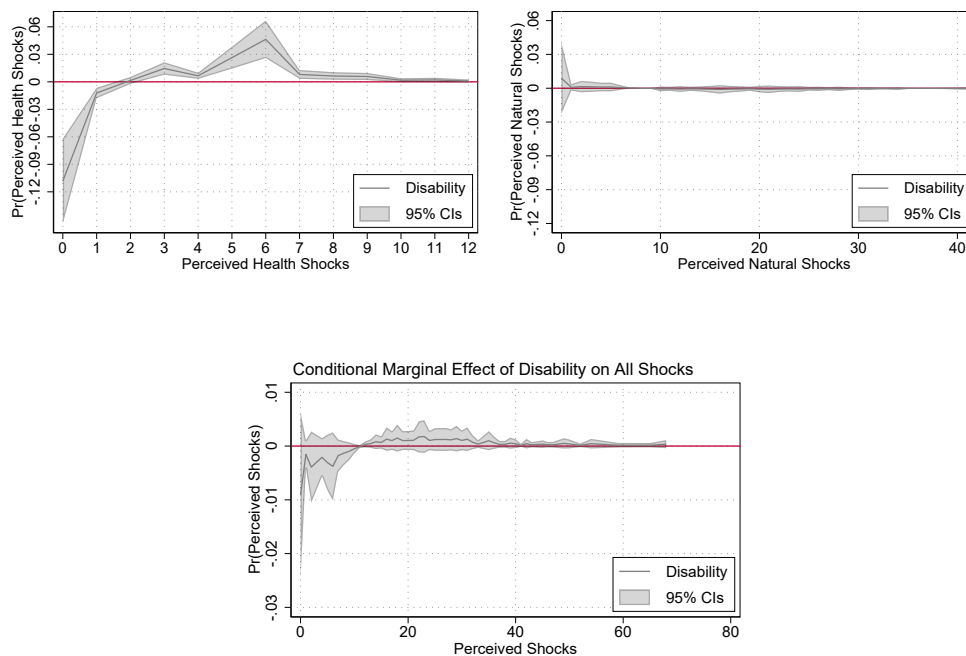 Pr(Perceived Health Shocks)
.06
.03
0
-.03
-.06
-.09
-.12
Disability
95% CIs
0 1 2 3 4 5 6 7 8 9 10 11 12
Perceived Health Shocks
Pr(Perceived Natural Shocks)
.06
.03
0
-.03
-.06
-.09
-.12
Disability
95% CIs
0 10 20 30 40
Perceived Natural Shocks
Conditional Marginal Effect of Disability on All Shocks
Pr(Perceived Shocks)
.01
0
-.01
-.02
-.03
Disability
95% CIs
0 20 40 60 80
Perceived Shocks